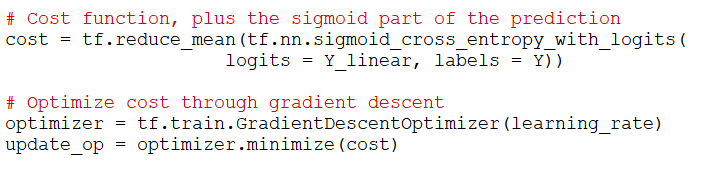 # Cost function, plus the sigmoid part of the prediction
cost = tf.reduce_mean(tf.nn.sigmoid_cross_entropy_with_logits(
logits = Y_linear, labels = Y))
# Optimize cost through gradient descent
optimizer = tf.train.GradientDescentOptimizer(learning_rate)
update_op = optimizer.minimize(cost)